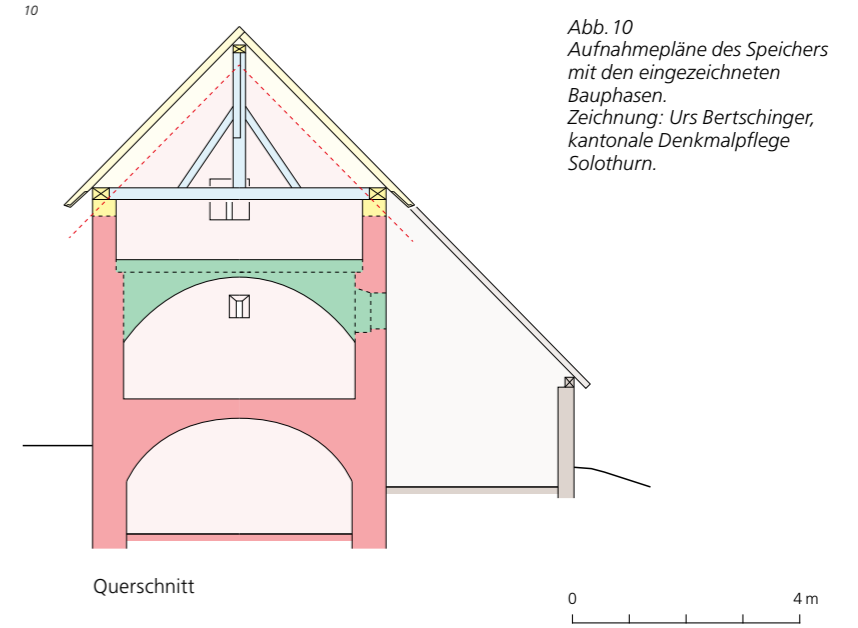 10
Abb. 10
Aufnahmepläne des Speichers
mit den eingezeichneten
Bauphasen.
Zeichnung: Urs Bertschinger,
kantonale Denkmalpflege
Solothurn.
Querschnitt
0 4 m